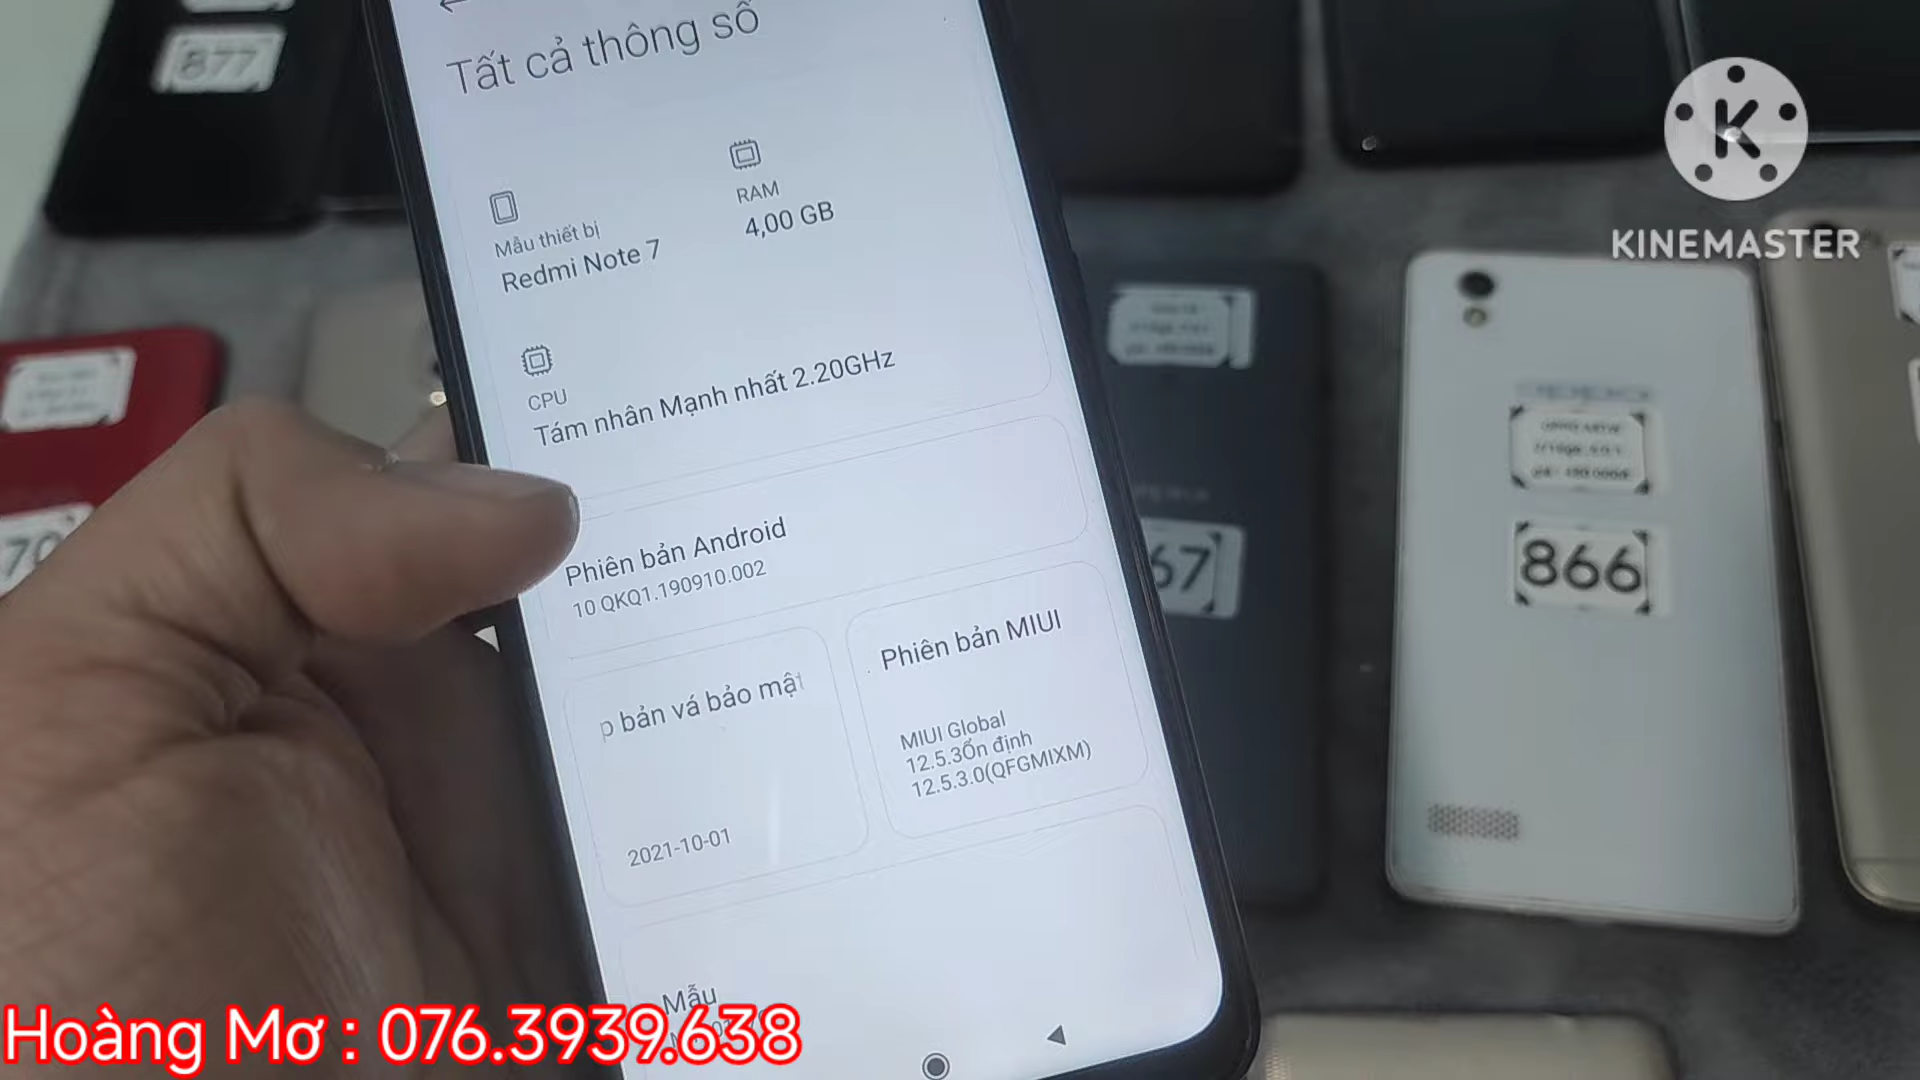 877
Tất cả thông số
Mẫu thiết bị
Redmi Note 7
RAM
4,00 GB
CPU
Tám nhân Mạnh nhất 2.20GHz
Phiên bản Android
10 QKQ1.190910.002
p bản vá bảo mật
2021-10-01
Phiên bản MIUI
MIUI Global
12.5.3Ổn định
12.5.3.0(QFGMIXM)
Mẫu
KINEMASTER
70
67
866
Hoàng Mơ : 076.3939.638